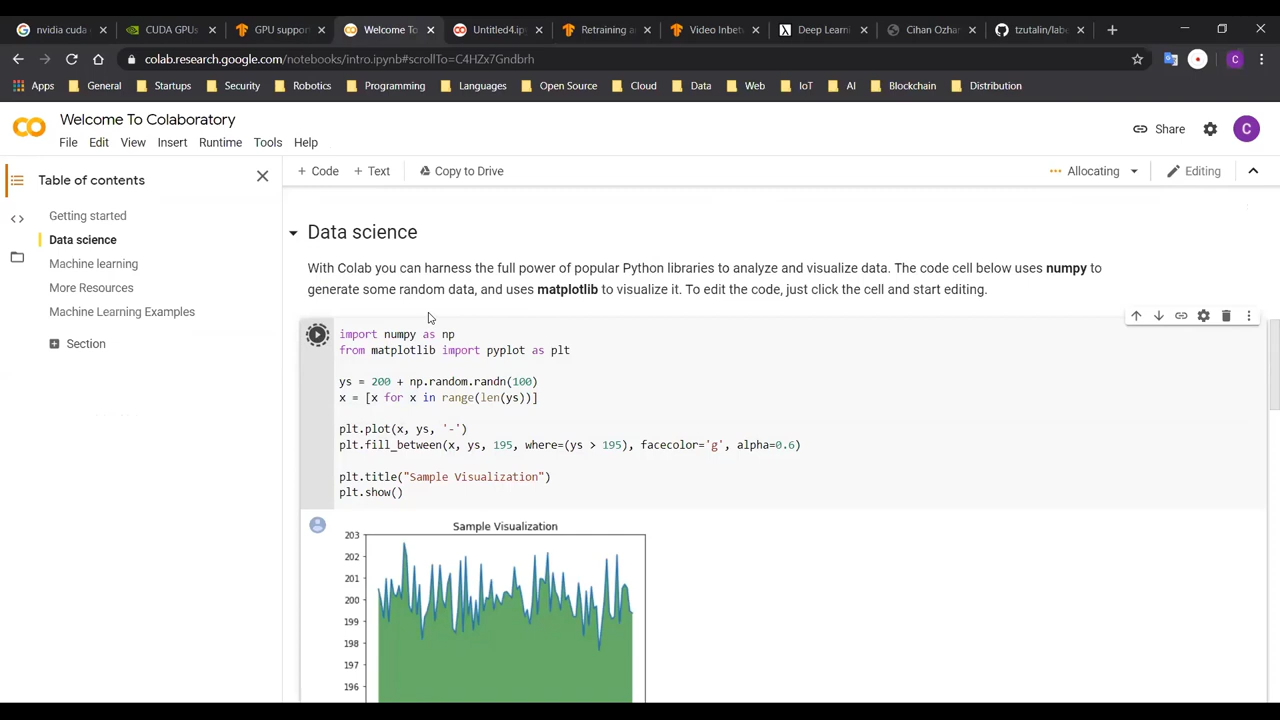 nvidia cuda
CUDA GPUs
GPU support
Welcome To
Untitled4.ipy
Retraining a
Video Inbet
Deep Learni
Cihan Ozhar
tzutalin/labe
colab.research.google.com/notebooks/intro.ipynb#scrollTo=C4HZx7Gndbrh
C
Apps General Startups Security Robotics Programming Languages Open Source Cloud Data Web IoT AI Blockchain Distribution
Welcome To Colaboratory
Share
C
File Edit View Insert Runtime Tools Help
+ Code + Text Copy to Drive
Allocating
Editing
Table of contents
Getting started
Data science
Machine learning
More Resources
Machine Learning Examples
Section
Data science
With Colab you can harness the full power of popular Python libraries to analyze and visualize data. The code cell below uses numpy to
generate some random data, and uses matplotlib to visualize it. To edit the code, just click the cell and start editing.
import numpy as np
from matplotlib import pyplot as plt
ys = 200 + np.random.randn(100)
x = [x for x in range(len(ys))]
plt.plot(x, ys, '-')
plt.fill_between(x, ys, 195, where=(ys > 195), facecolor='g', alpha=0.6)
plt.title("Sample Visualization")
plt.show()
Sample Visualization
203
202
201
200
199
198
197
196